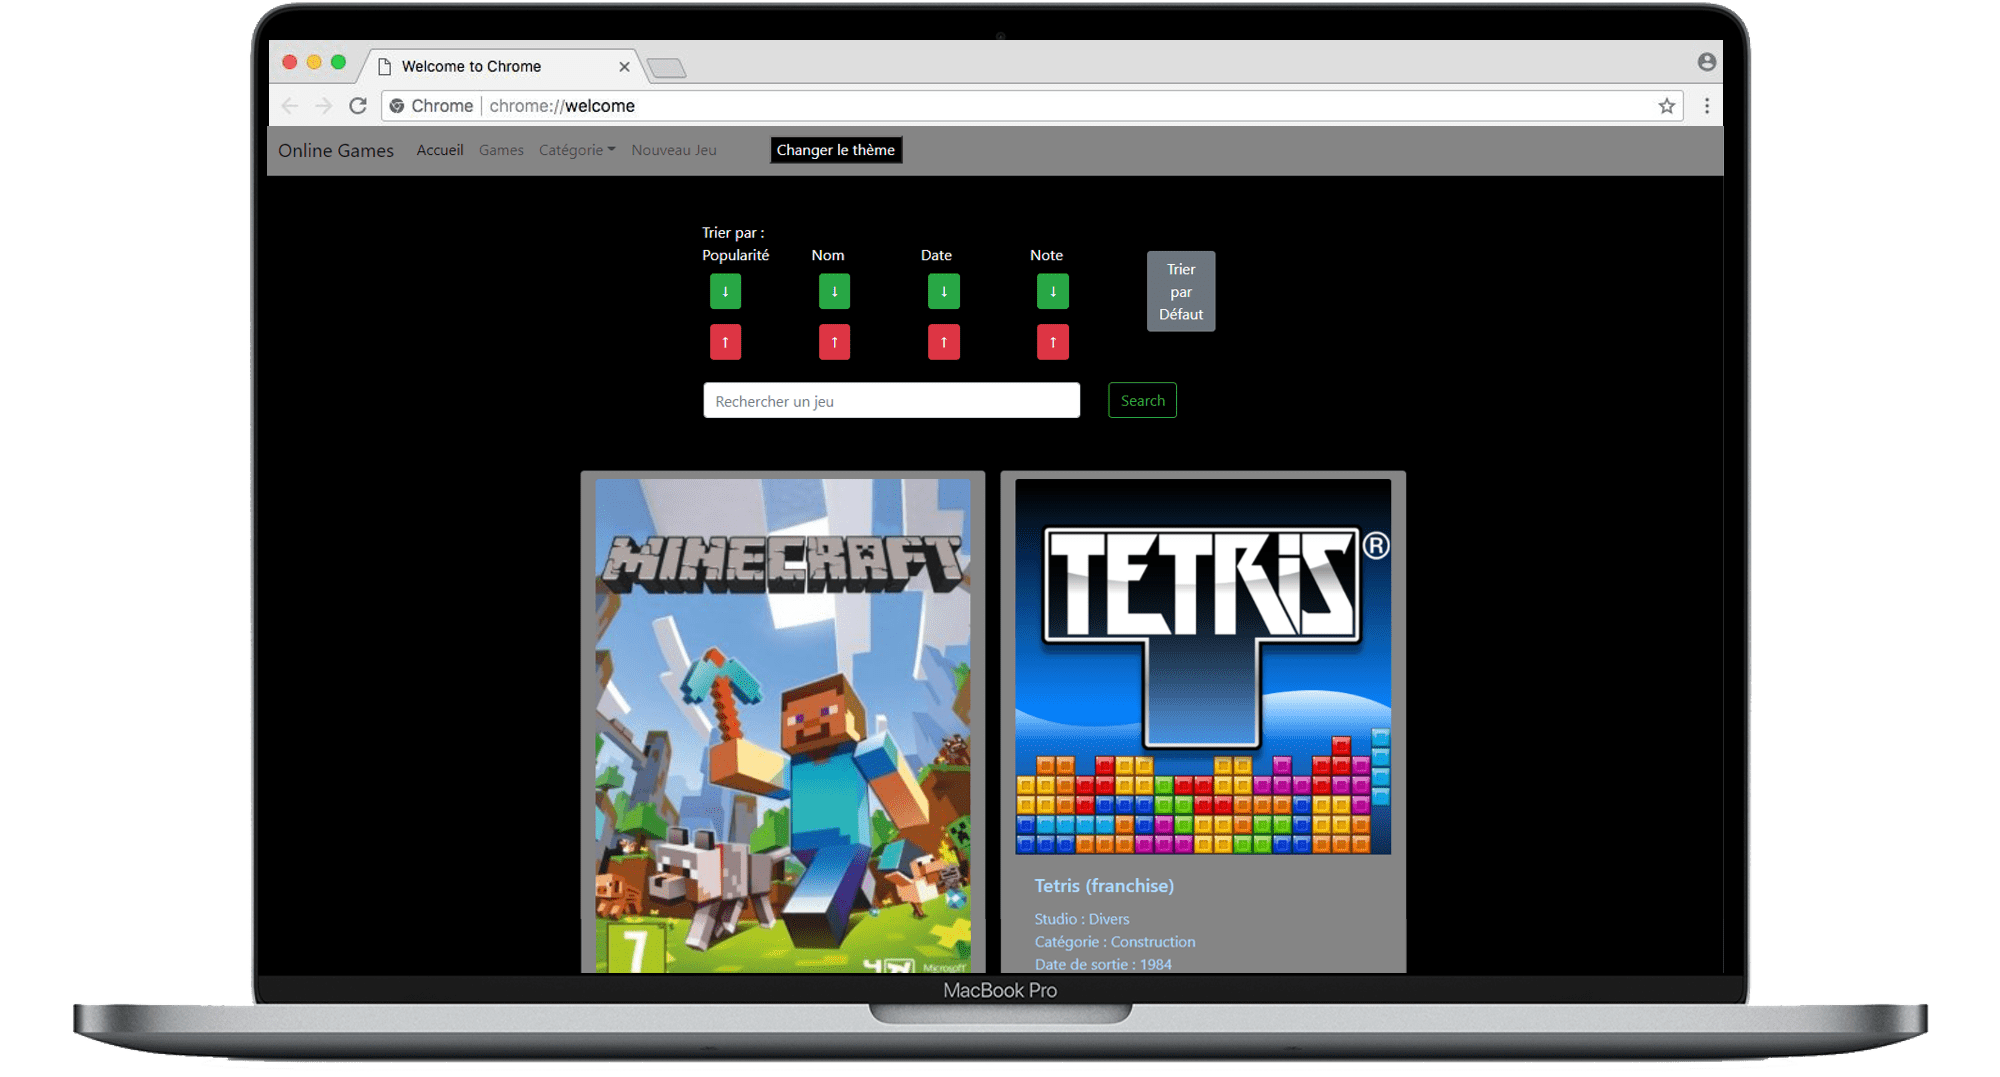 Welcome to Chrome
Chrome chrome://welcome
Online Games Accueil Games Catégorie Nouveau Jeu Changer le thème
Trier par :
Popularité Nom Date Note
↓ ↓ ↓ ↓
↑ ↑ ↑ ↑
Trier
par
Défaut
Rechercher un jeu Search
MINECRAFT
7
Microsoft
TETRIS®
Tetris (franchise)
Studio : Divers
Catégorie : Construction
Date de sortie : 1984
MacBook Pro